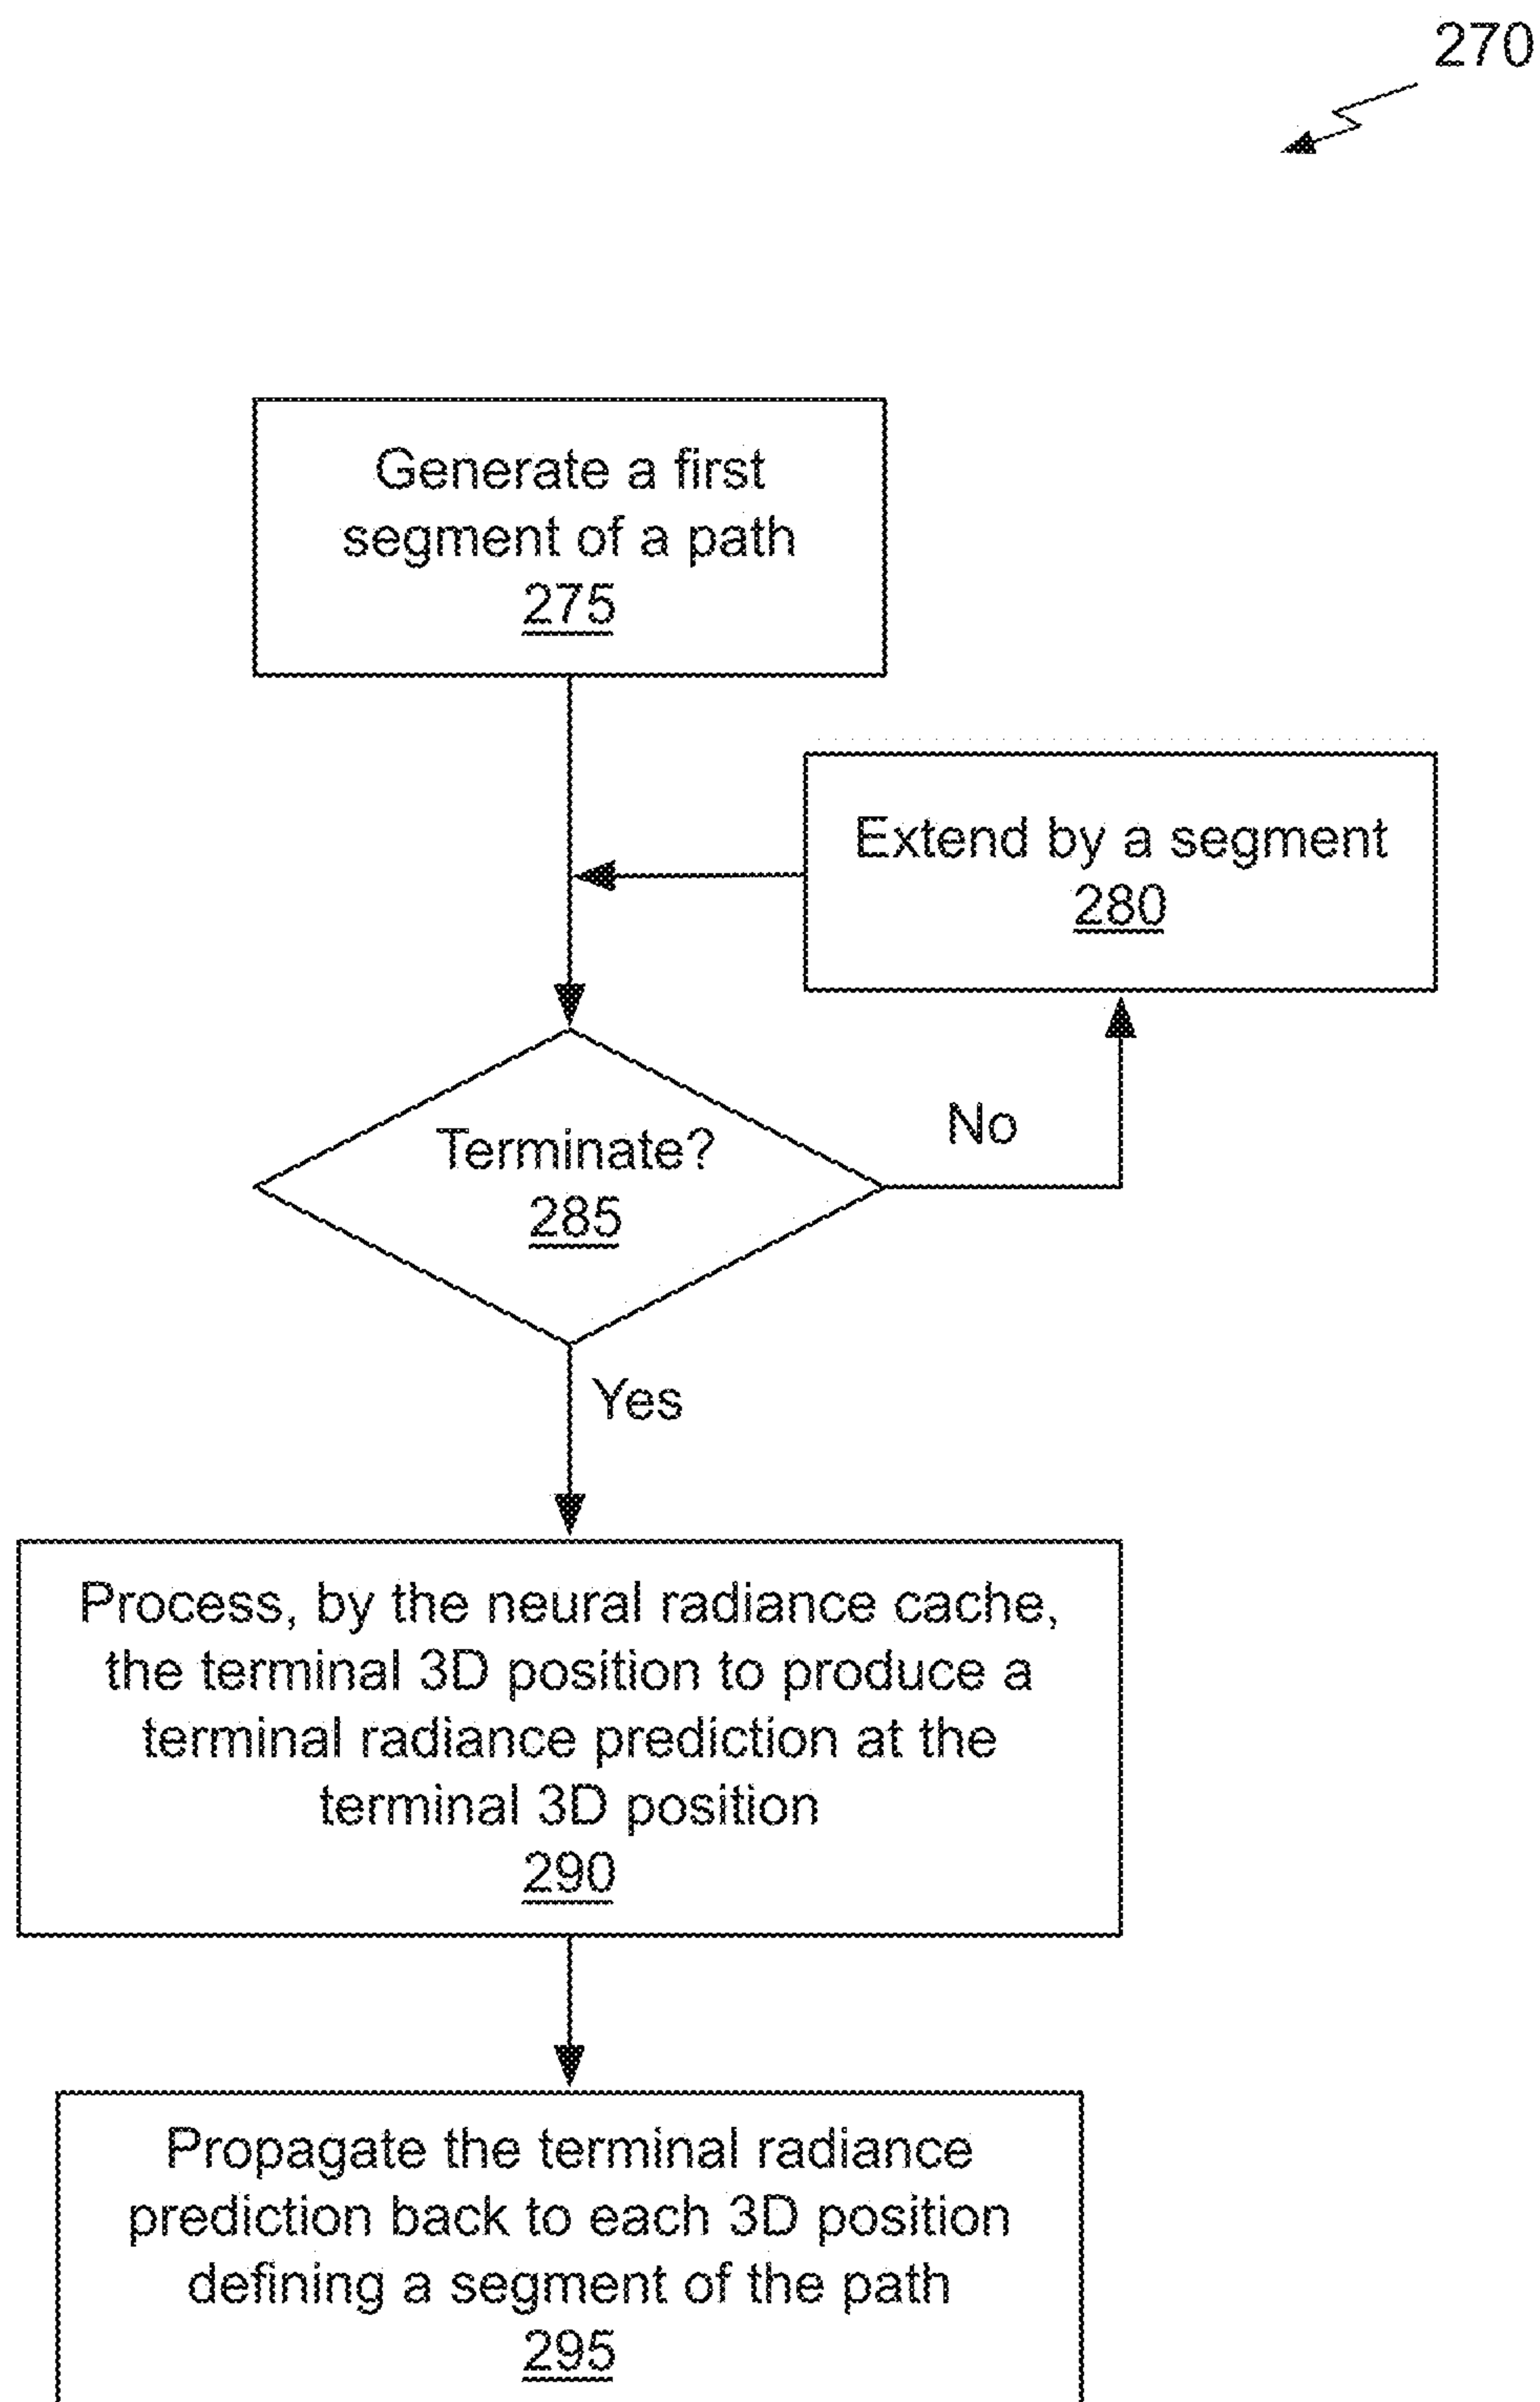 270
Generate a first
segment of a path
275
Extend by a segment
280
Terminate?
285
No
Yes
Process, by the neural radiance cache,
the terminal 3D position to produce a
terminal radiance prediction at the
terminal 3D position
290
Propagate the terminal radiance
prediction back to each 3D position
defining a segment of the path
295